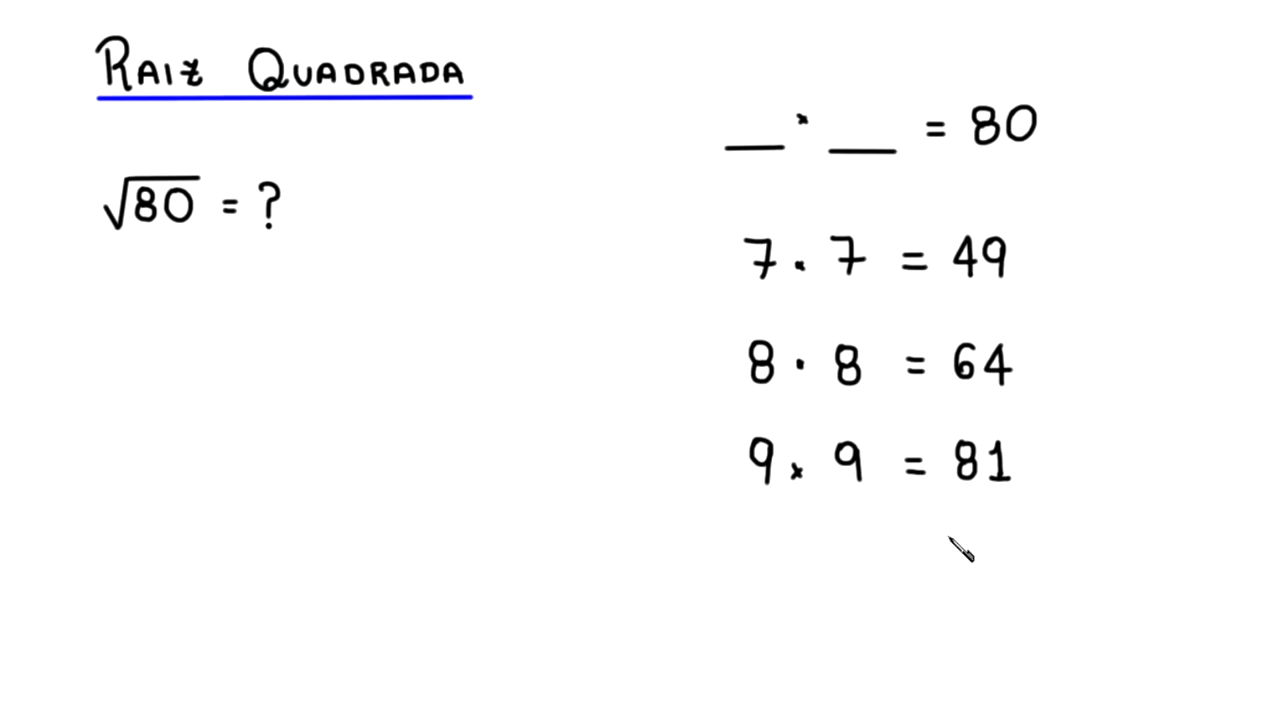 RAIZ QUADRADA
√80 = ?
__ · __ = 80
7 · 7 = 49
8 · 8 = 64
9 · 9 = 81